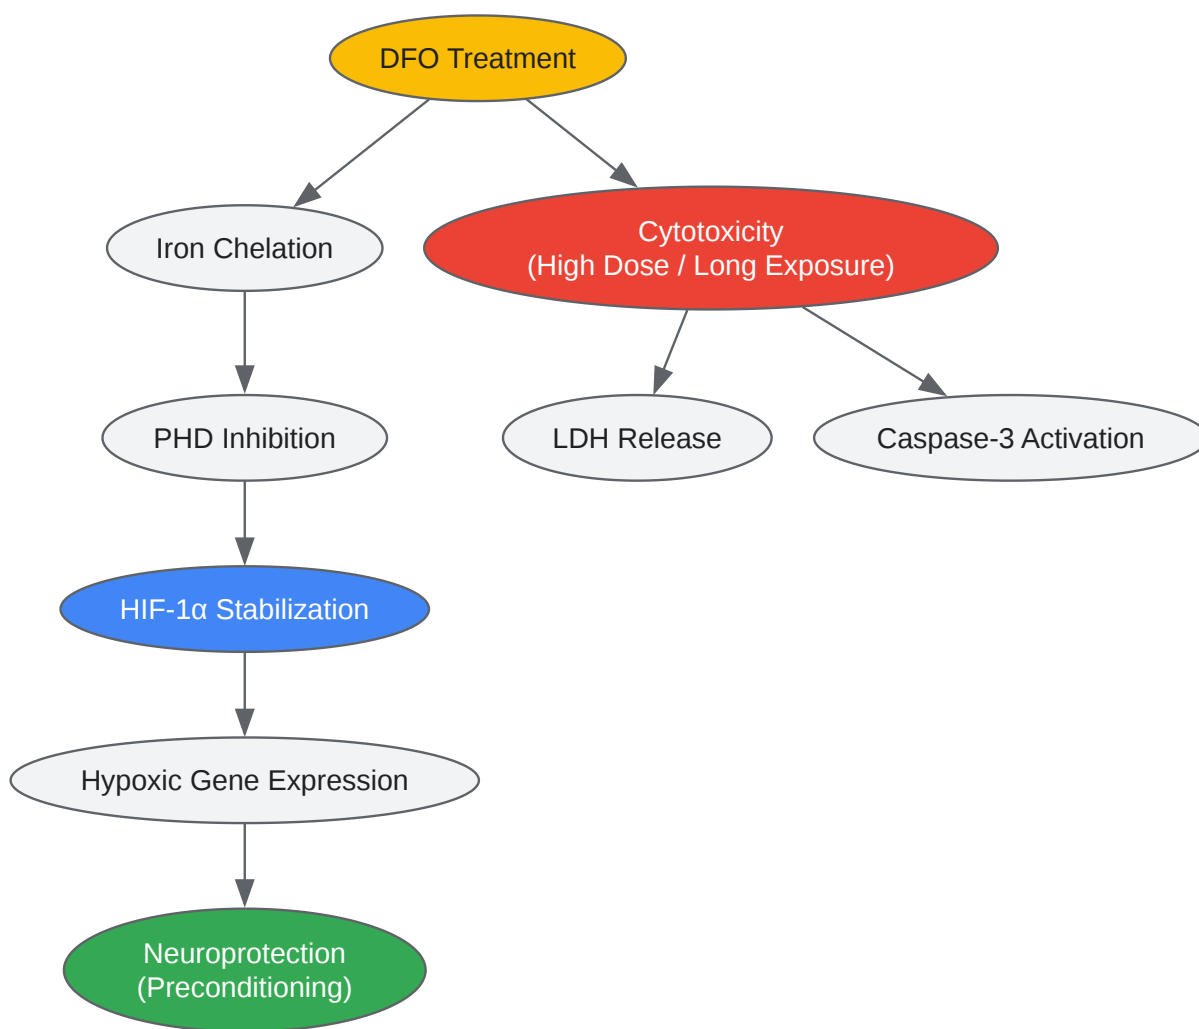 DFO Treatment
Iron Chelation
Cytotoxicity
(High Dose / Long Exposure)
PHD Inhibition
LDH Release
Caspase-3 Activation
HIF-1α Stabilization
Hypoxic Gene Expression
Neuroprotection
(Preconditioning)